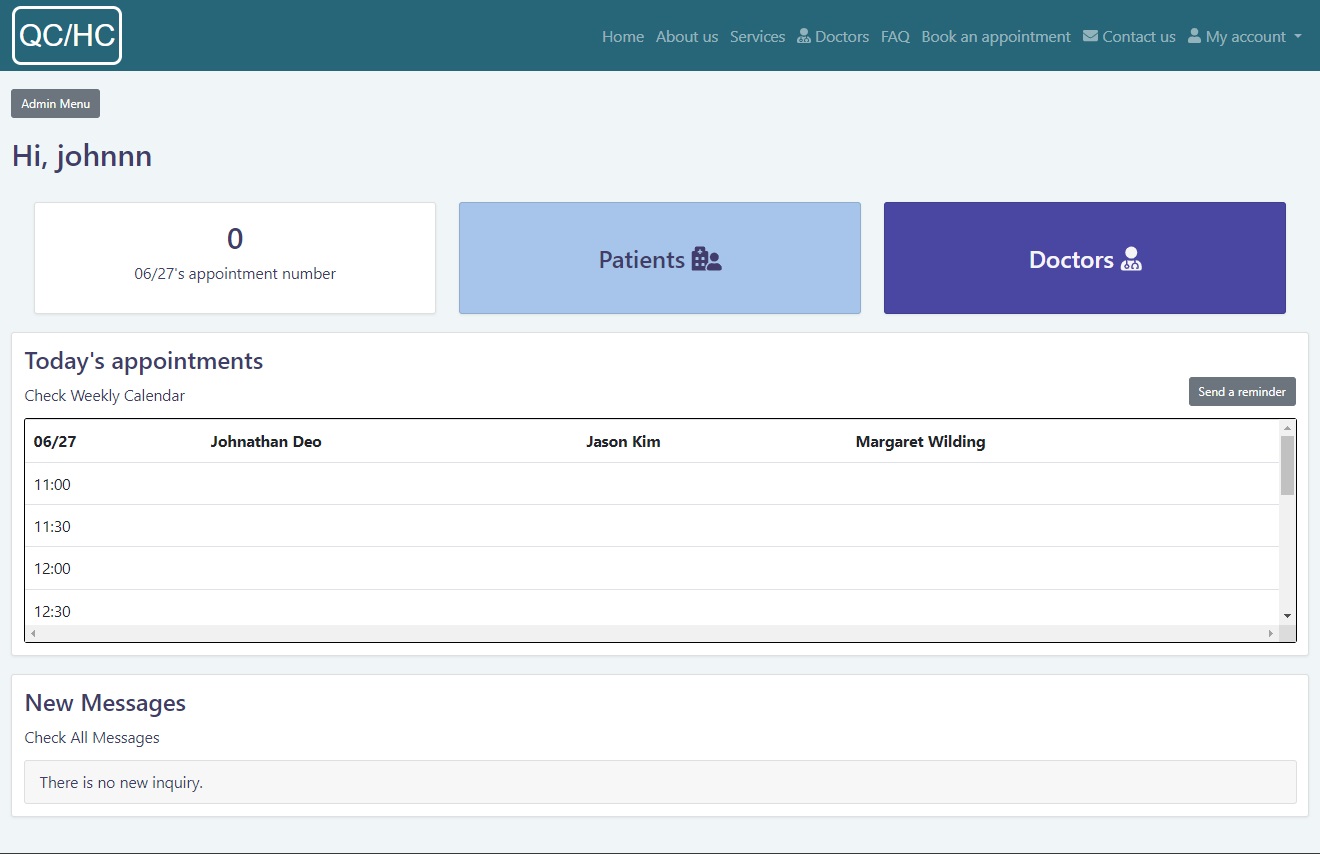 QC/HC
Home About us Services Doctors FAQ Book an appointment Contact us My account
Admin Menu
Hi, johnnn
0
06/27's appointment number
Patients
Doctors
Today's appointments
Check Weekly Calendar
Send a reminder
06/27 Johnathan Deo Jason Kim Margaret Wilding
11:00
11:30
12:00
12:30
New Messages
Check All Messages
There is no new inquiry.